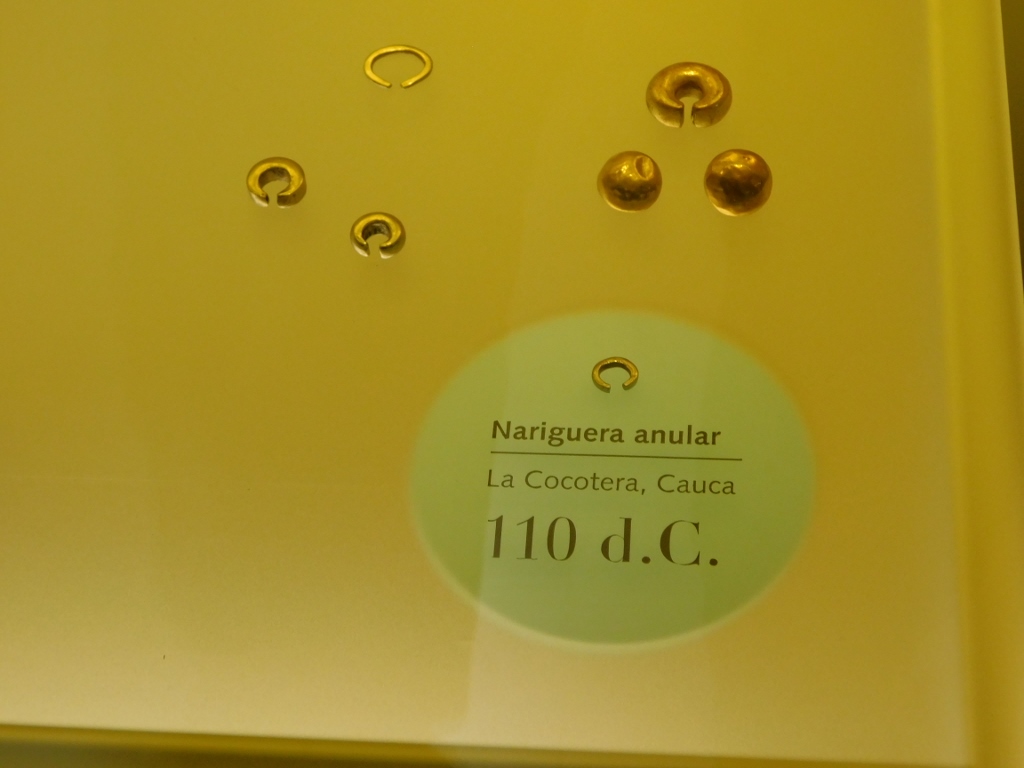 Nariguera anular
La Cocotera, Cauca
110 d.C.